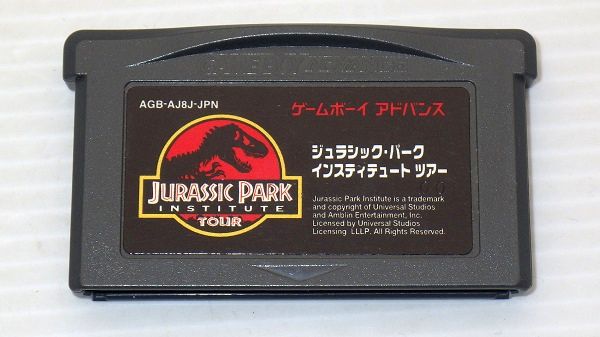 AGB-AJ8J-JPN
ゲームボーイ アドバンス
ジュラシック・パーク
インスティテュート ツアー
JURASSIC PARK
INSTITUTE
TOUR
Jurassic Park Institute is a trademark
and copyright of Universal Studios
and Amblin Entertainment, Inc.
Licensed by Universal Studios
Licensing LLLP. All Rights Reserved.